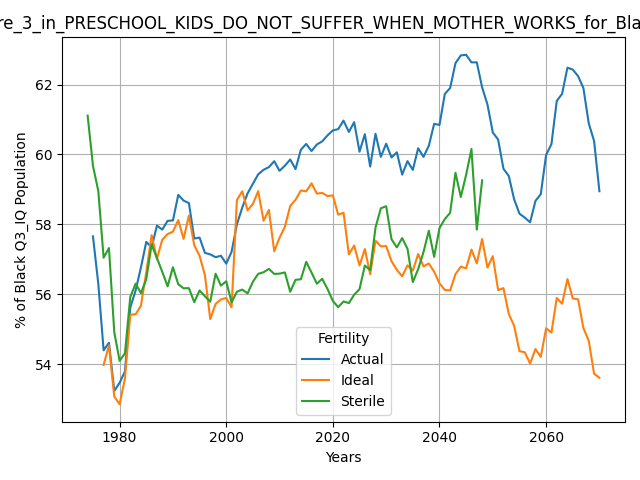 re_3_in_PRESCHOOL_KIDS_DO_NOT_SUFFER_WHEN_MOTHER_WORKS_for_Bla
% of Black Q3_IQ Population
62
60
58
56
54
Fertility
Actual
Ideal
Sterile
1980
2000
2020
2040
2060
Years